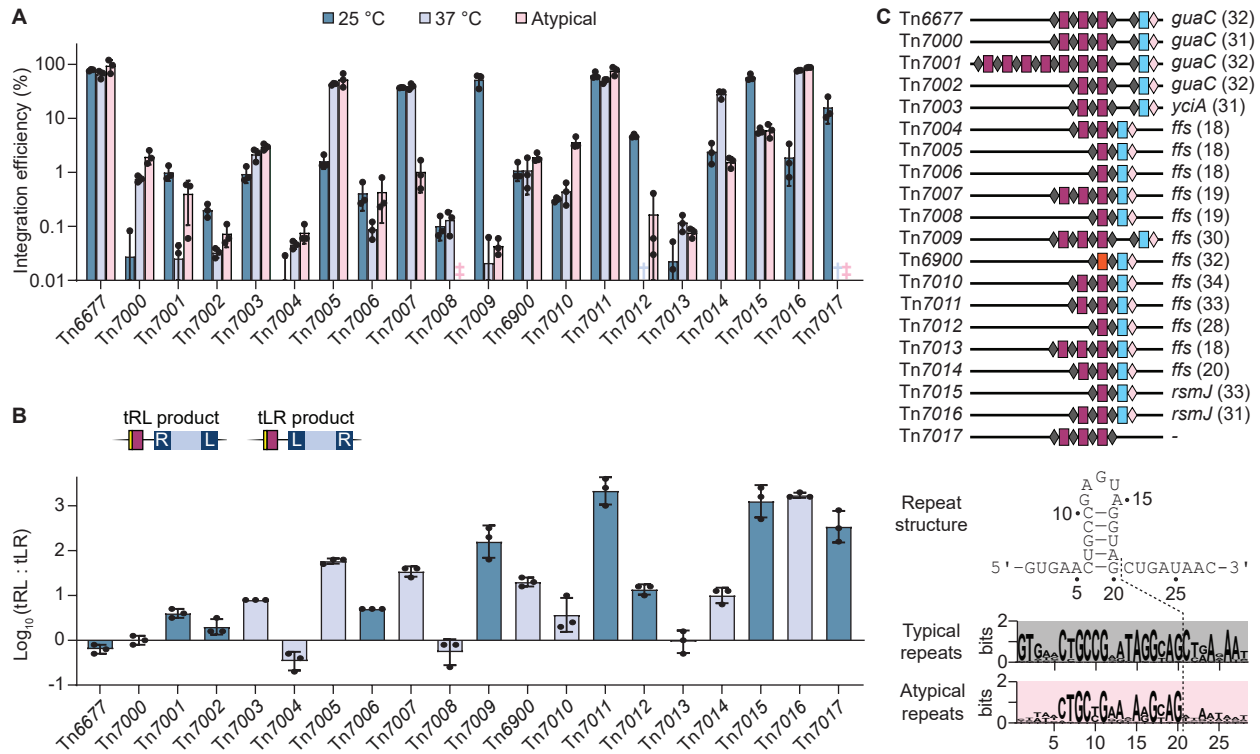 A
25 °C
37 °C
Atypical
Integration efficiency (%)
100
10
1
0.1
0.01
‡
‡
Tn6677
Tn7000
Tn7001
Tn7002
Tn7003
Tn7004
Tn7005
Tn7006
Tn7007
Tn7008
Tn7009
Tn6900
Tn7010
Tn7011
Tn7012
Tn7013
Tn7014
Tn7015
Tn7016
Tn7017
B
tRL product
tLR product
R L
L R
Log10(tRL : tLR)
3
2
1
0
-1
Tn6677
Tn7000
Tn7001
Tn7002
Tn7003
Tn7004
Tn7005
Tn7006
Tn7007
Tn7008
Tn7009
Tn6900
Tn7010
Tn7011
Tn7012
Tn7013
Tn7014
Tn7015
Tn7016
Tn7017
C
Tn6677 guaC (32)
Tn7000 guaC (31)
Tn7001 guaC (32)
Tn7002 guaC (32)
Tn7003 yciA (31)
Tn7004 ffs (18)
Tn7005 ffs (18)
Tn7006 ffs (18)
Tn7007 ffs (19)
Tn7008 ffs (19)
Tn7009 ffs (30)
Tn6900 ffs (32)
Tn7010 ffs (34)
Tn7011 ffs (33)
Tn7012 ffs (28)
Tn7013 ffs (18)
Tn7014 ffs (20)
Tn7015 rsmJ (33)
Tn7016 rsmJ (31)
Tn7017 -
Repeat
structure
G
A U
10 C A 15
C G
G G
U U
5'-GUGAAC GCUGAUAAC-3'
5 20 25
Typical
repeats
bits
2
0
Atypical
repeats
bits
2
0
5 10 15 20 25